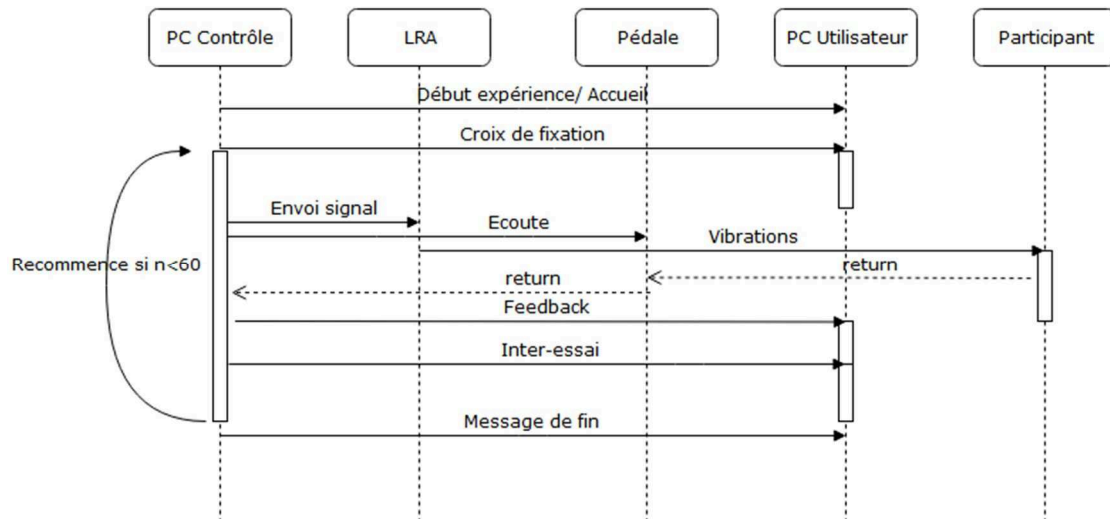 PC Contrôle
LRA
Pédale
PC Utilisateur
Participant
Début expérience/ Accueil
Croix de fixation
Envoi signal
Ecoute
Vibrations
Recommence si n<60
return
return
Feedback
Inter-essai
Message de fin